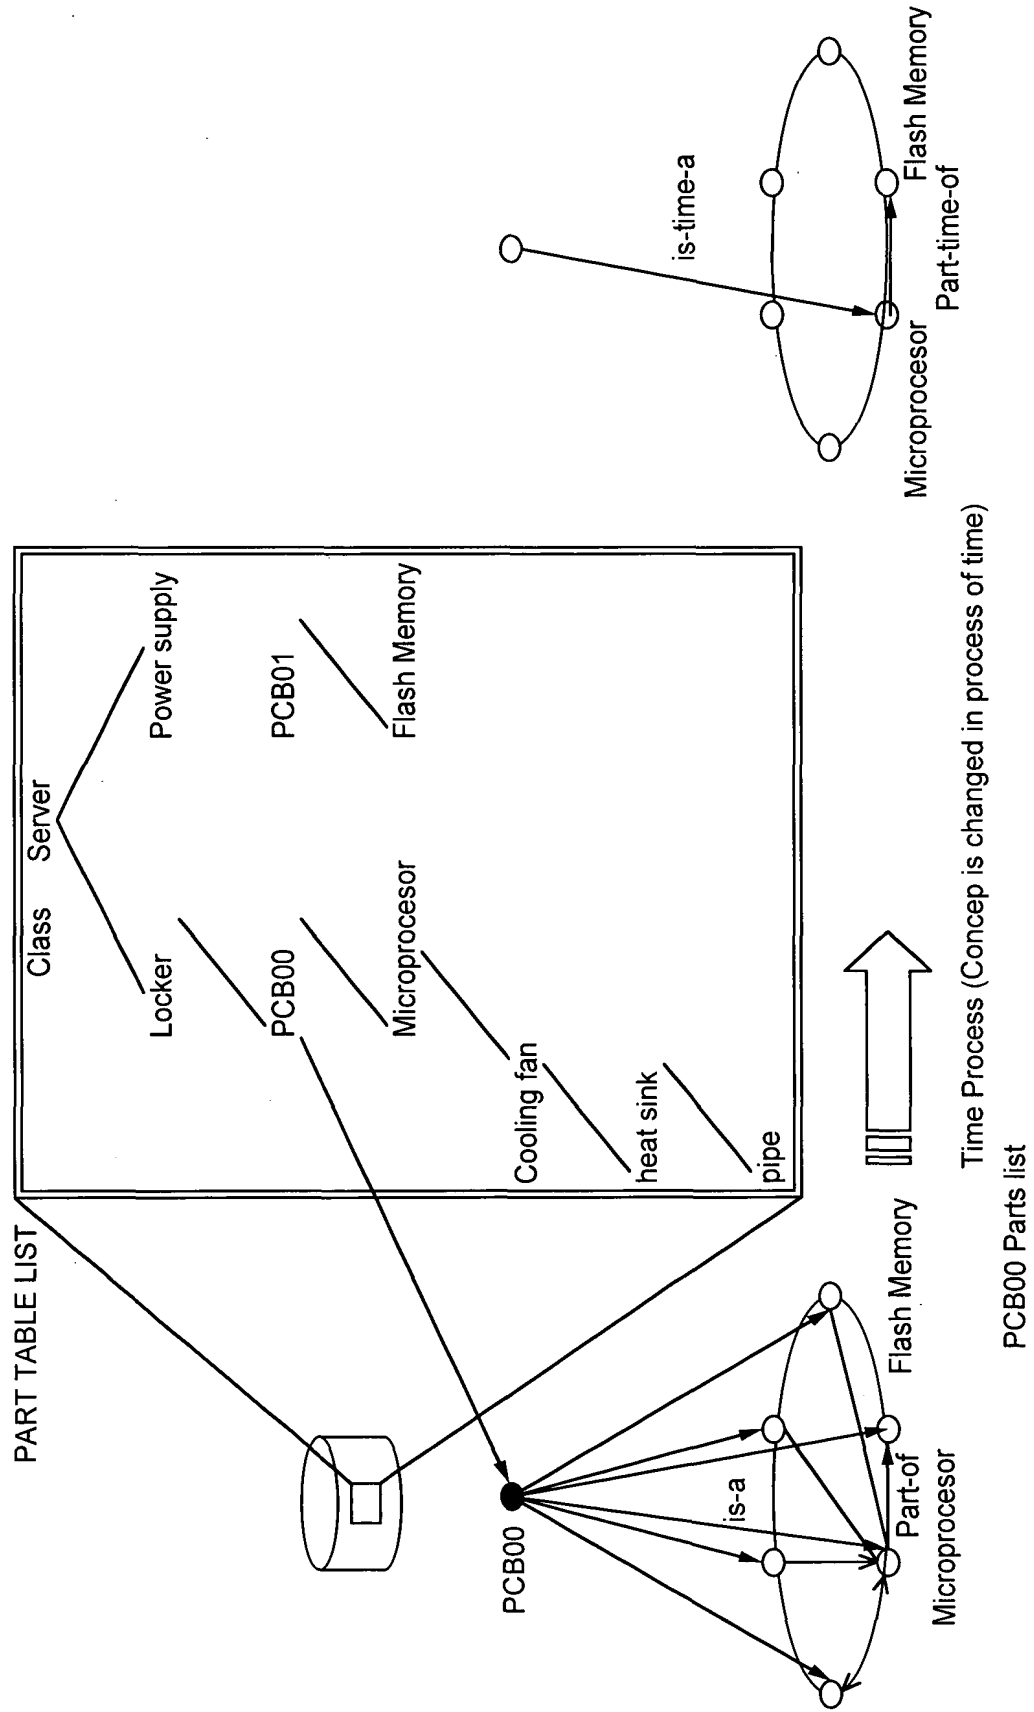 PART TABLE LIST
Class Server
Locker
Power supply
PCB00
PCB01
Microprocesor
Flash Memory
Cooling fan
heat sink
pipe
PCB00
is-a
Part-of
Flash Memory
Microprocesor
is-time-a
Flash Memory
Microprocesor
Part-time-of
Time Process (Concep is changed in process of time)
PCB00 Parts list